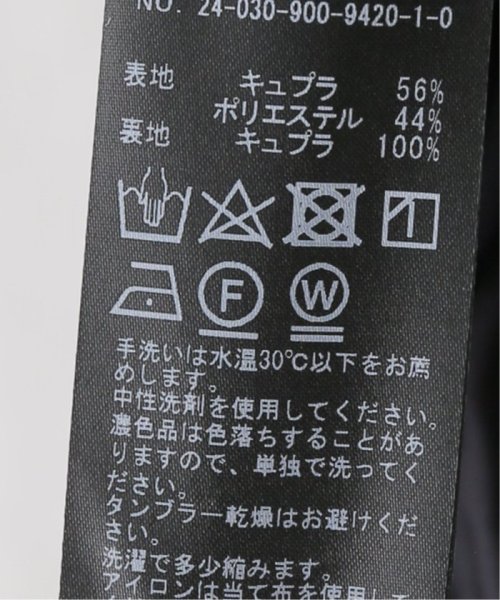 NO. 24-030-900-9420-1-0
表地 キュプラ 56%
ポリエステル 44%
裏地 キュプラ 100%
F
W
手洗いは水温30℃以下をお薦
めします。
中性洗剤を使用してください。
濃色品は色落ちすることがあ
りますので、単独で洗ってく
ださい。
タンブラー乾燥はお避けくだ
さい。
洗濯で多少縮みます。
アイロンは当て布を使用して